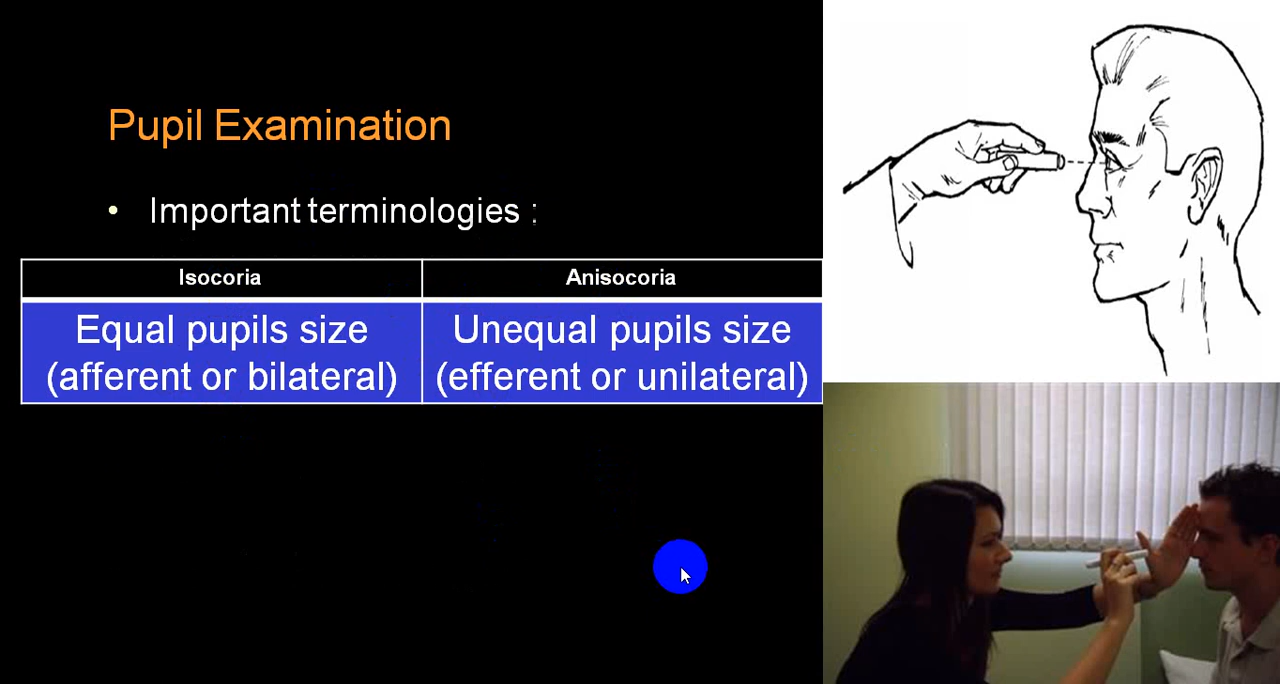 Pupil Examination
• Important terminologies :
Isocoria
Anisocoria
Equal pupils size
(afferent or bilateral)
Unequal pupils size
(efferent or unilateral)